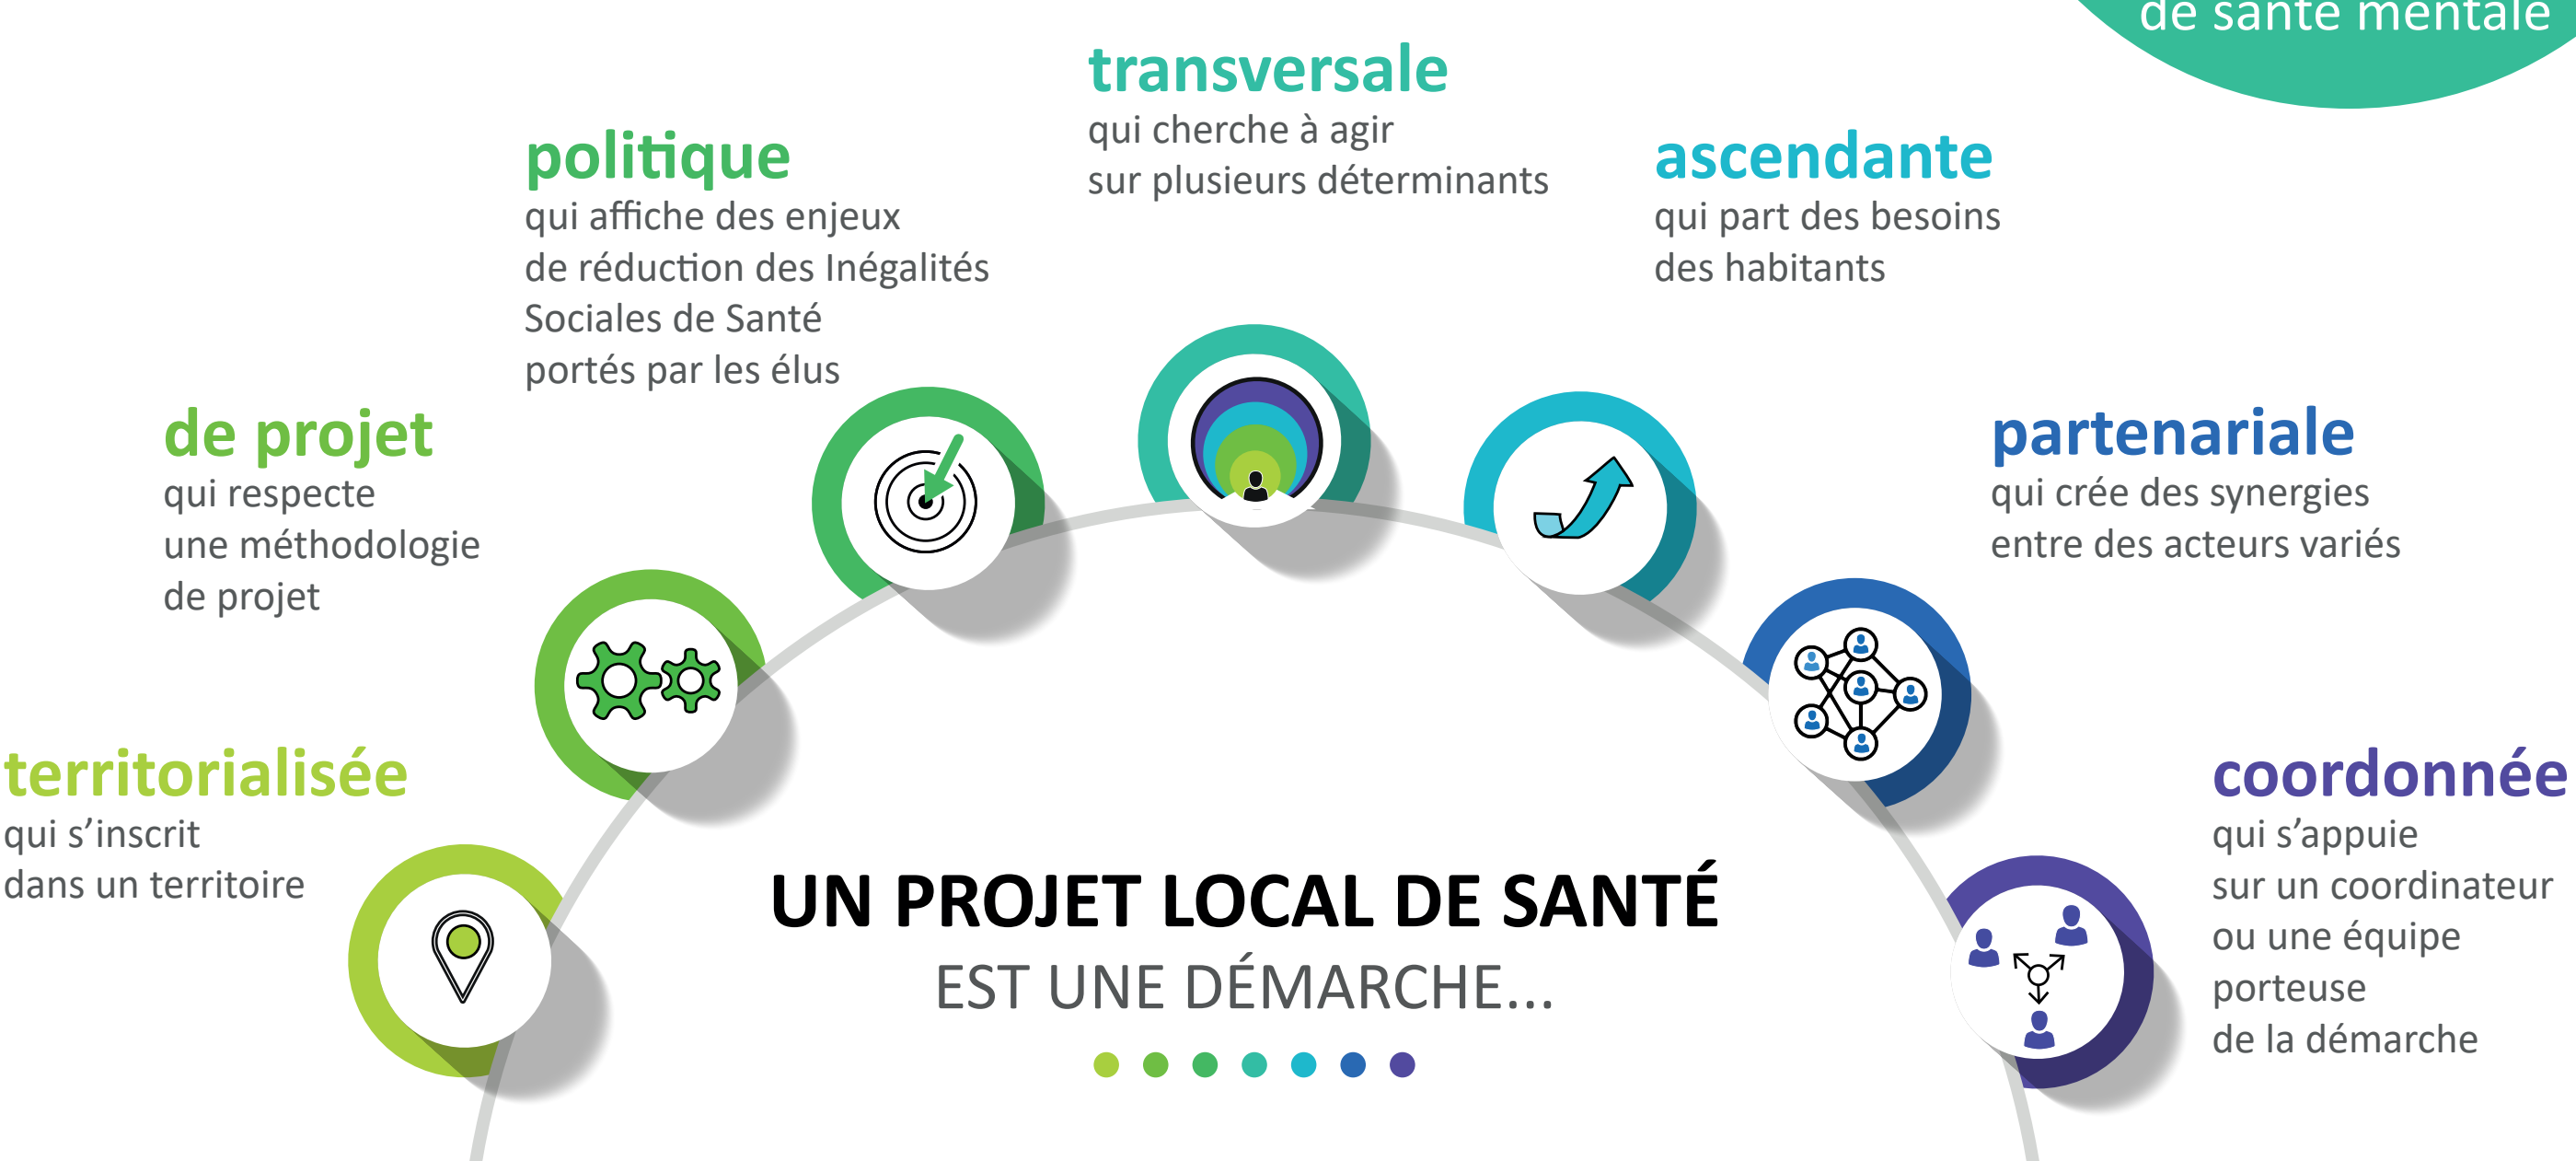 de santé mentale
transversale
qui cherche à agir
sur plusieurs déterminants
politique
qui affiche des enjeux
de réduction des Inégalités
Sociales de Santé
portés par les élus
ascendante
qui part des besoins
des habitants
de projet
qui respecte
une méthodologie
de projet
partenariale
qui crée des synergies
entre des acteurs variés
territorialisée
qui s’inscrit
dans un territoire
coordonnée
qui s’appuie
sur un coordinateur
ou une équipe
porteuse
de la démarche
UN PROJET LOCAL DE SANTÉ
EST UNE DÉMARCHE...